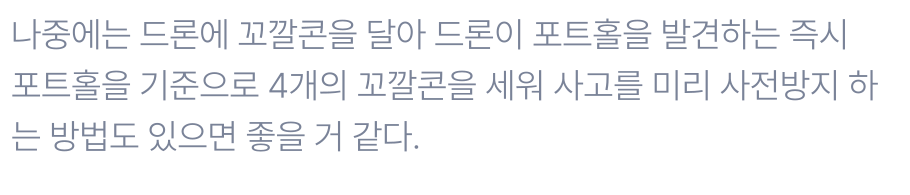 나중에는 드론에 꼬깔콘을 달아 드론이 포트홀을 발견하는 즉시
포트홀을 기준으로 4개의 꼬깔콘을 세워 사고를 미리 사전방지 하
는 방법도 있으면 좋을 거 같다.